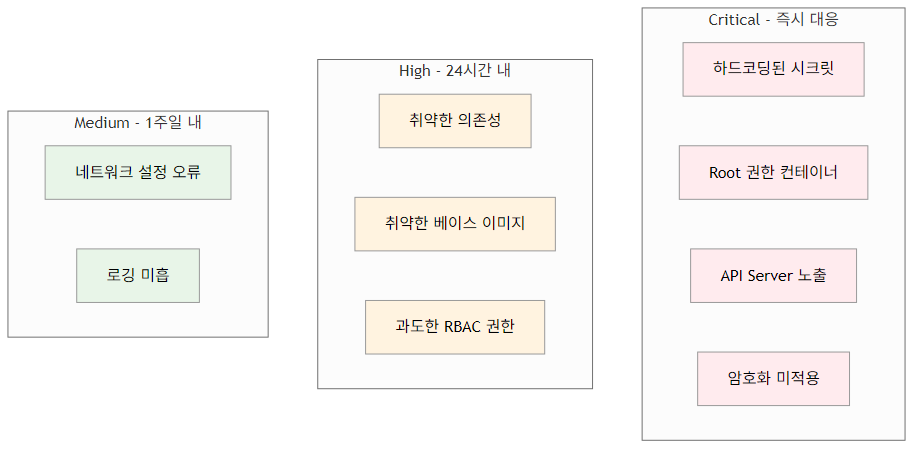 Medium - 1주일 내
네트워크 설정 오류
로깅 미흡
High - 24시간 내
취약한 의존성
취약한 베이스 이미지
과도한 RBAC 권한
Critical - 즉시 대응
하드코딩된 시크릿
Root 권한 컨테이너
API Server 노출
암호화 미적용